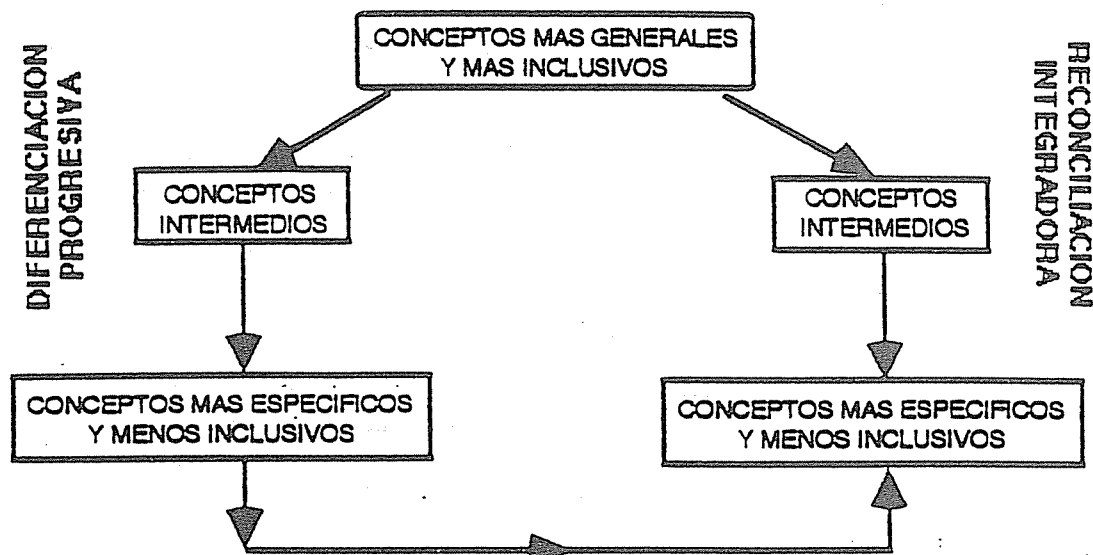 CONCEPTOS MAS GENERALES
Y MAS INCLUSIVOS
DIFERENCIACION
PROGRESIVA
RECONCILIACION
INTEGRADORA
CONCEPTOS
INTERMEDIOS
CONCEPTOS
INTERMEDIOS
CONCEPTOS MAS ESPECIFICOS
Y MENOS INCLUSIVOS
CONCEPTOS MAS ESPECIFICOS
Y MENOS INCLUSIVOS